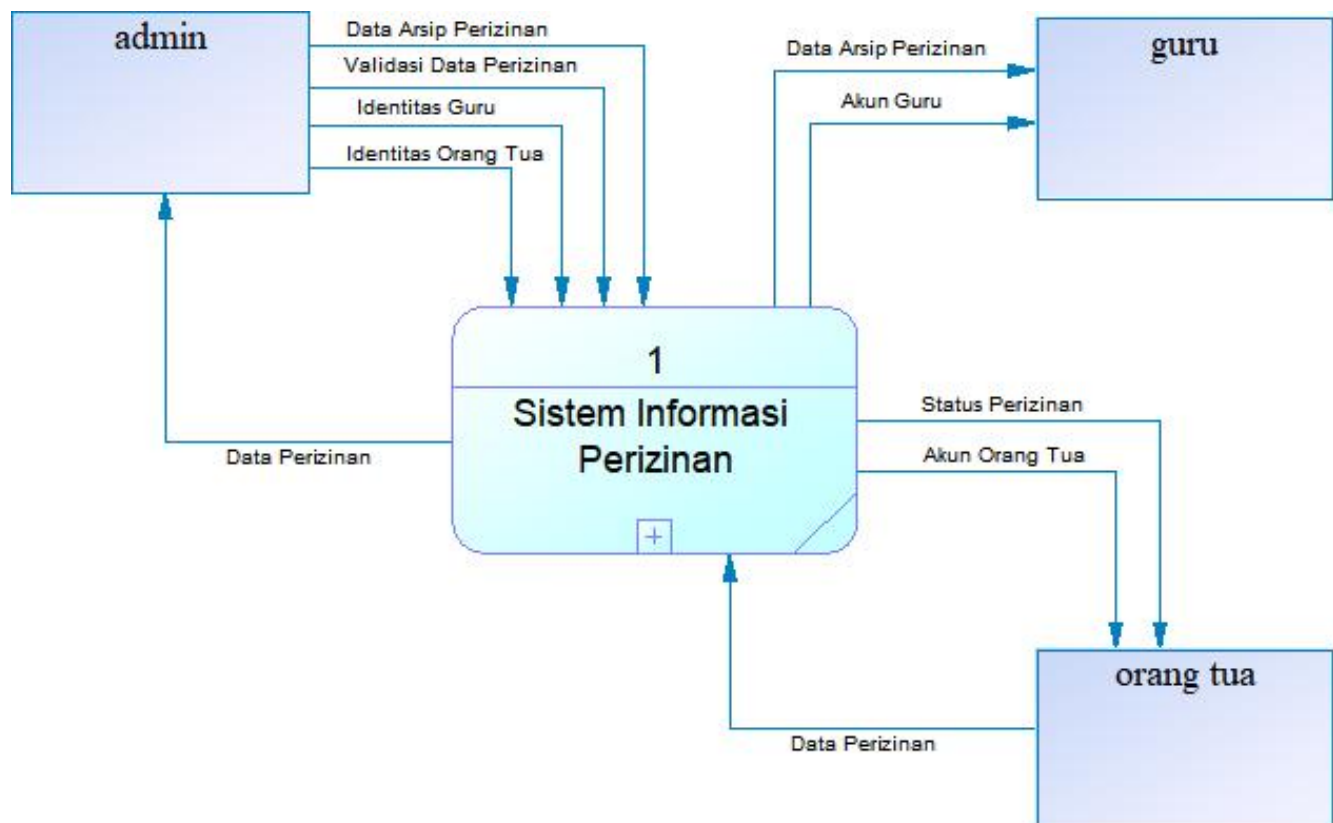 admin
Data Arsip Perizinan
Validasi Data Perizinan
Identitas Guru
Identitas Orang Tua
Data Arsip Perizinan
Akun Guru
guru
1
Sistem Informasi
Perizinan
Data Perizinan
Status Perizinan
Akun Orang Tua
orang tua
Data Perizinan